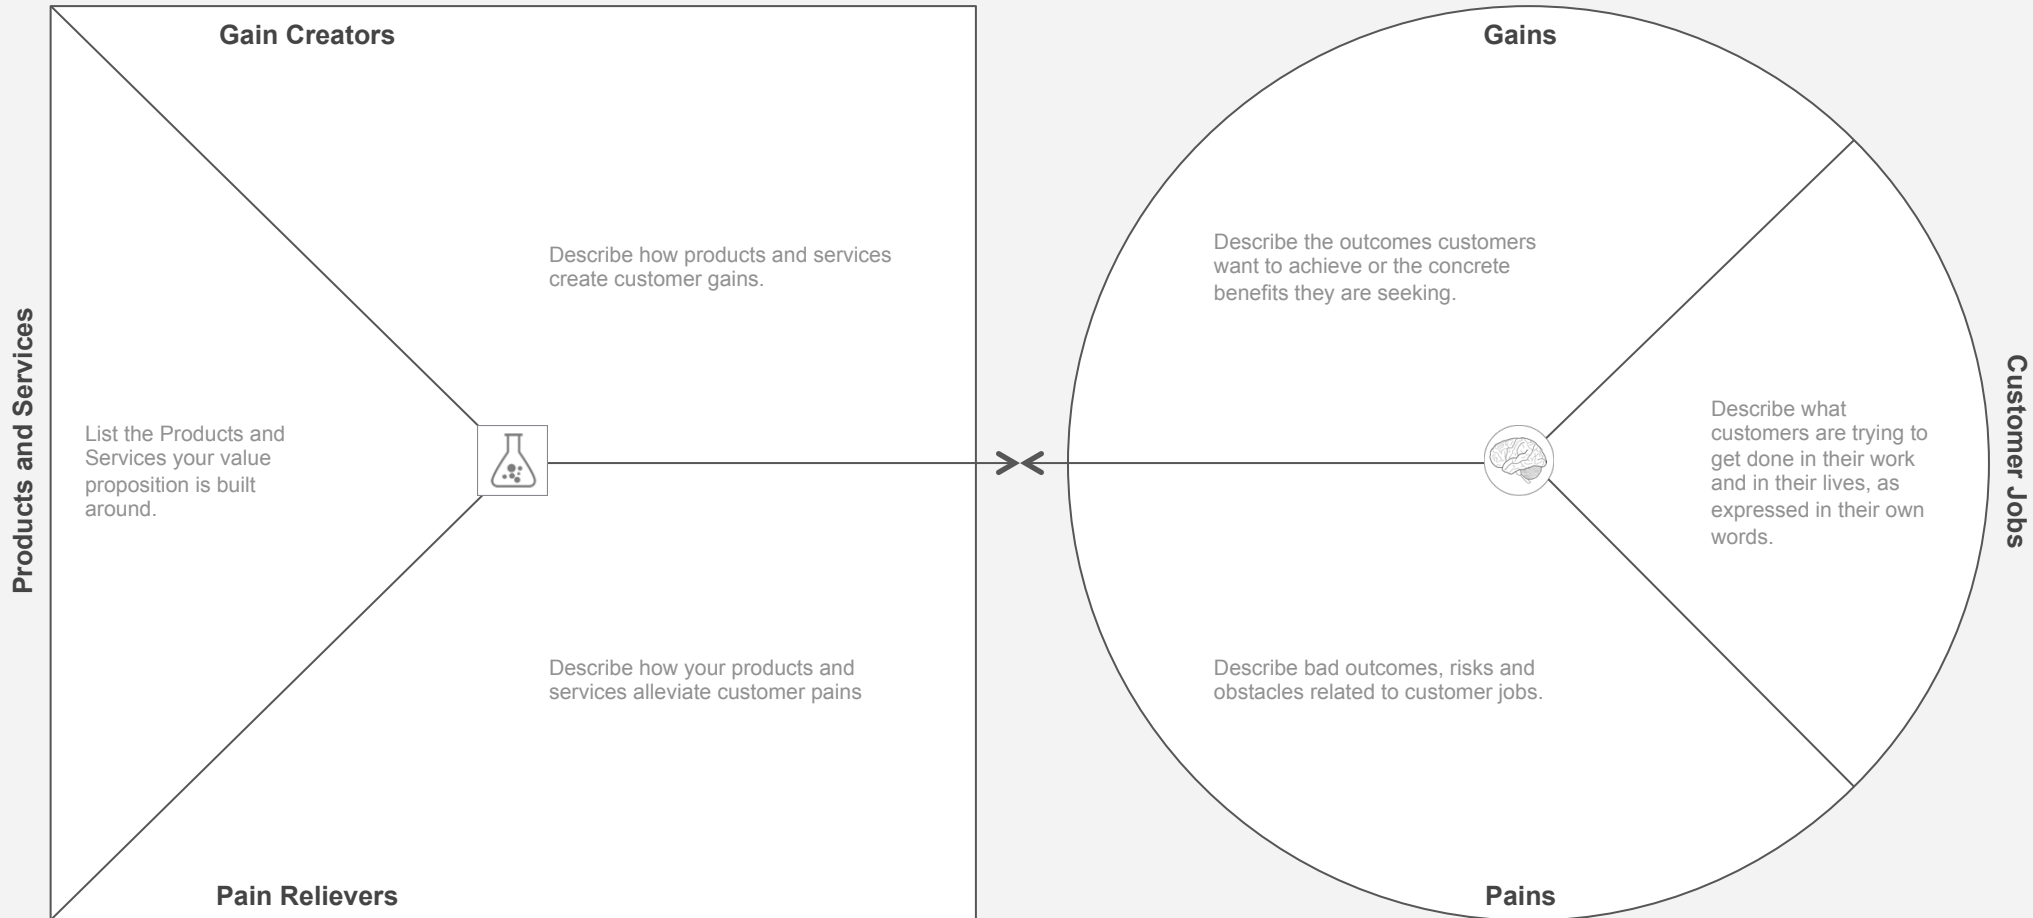 Gain Creators
Describe how products and services
create customer gains.
Products and Services
List the Products and
Services your value
proposition is built
around.
Describe how your products and
services alleviate customer pains
Pain Relievers
Gains
Describe the outcomes customers
want to achieve or the concrete
benefits they are seeking.
Describe what
customers are trying to
get done in their work
and in their lives, as
expressed in their own
words.
Customer Jobs
Describe bad outcomes, risks and
obstacles related to customer jobs.
Pains